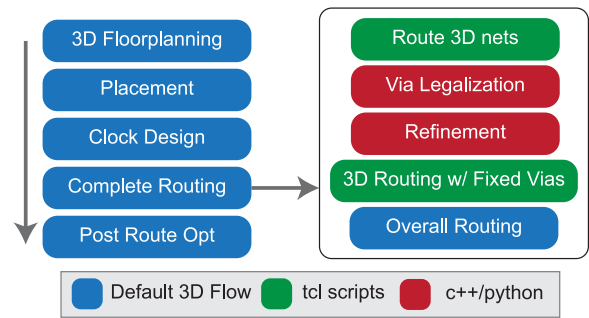 3D Floorplanning
Placement
Clock Design
Complete Routing
Post Route Opt
Route 3D nets
Via Legalization
Refinement
3D Routing w/ Fixed Vias
Overall Routing
Default 3D Flow
tcl scripts
c++/python